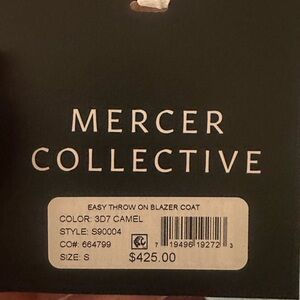 MERCER
COLLECTIVE
EASY THROW ON BLAZER COAT
COLOR: 3D7 CAMEL
STYLE: S90004
CO#: 664799
7 19496 19272 3
SIZE: S
$425.00